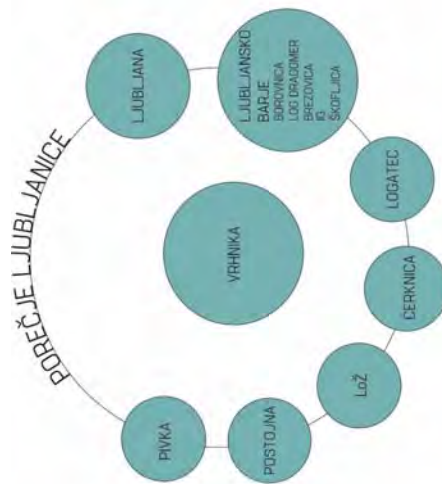 POREČJE LJUBLJANICE
LJUBLJANA
LJUBLJANSKO
BARJE
BOROVNICA
LOG DRAGOMER
BREZOVICA
IG
ŠKOFLJICA
VRHNIKA
LOGATEC
CERKNICA
LOŽ
POSTOJNA
PIVKA